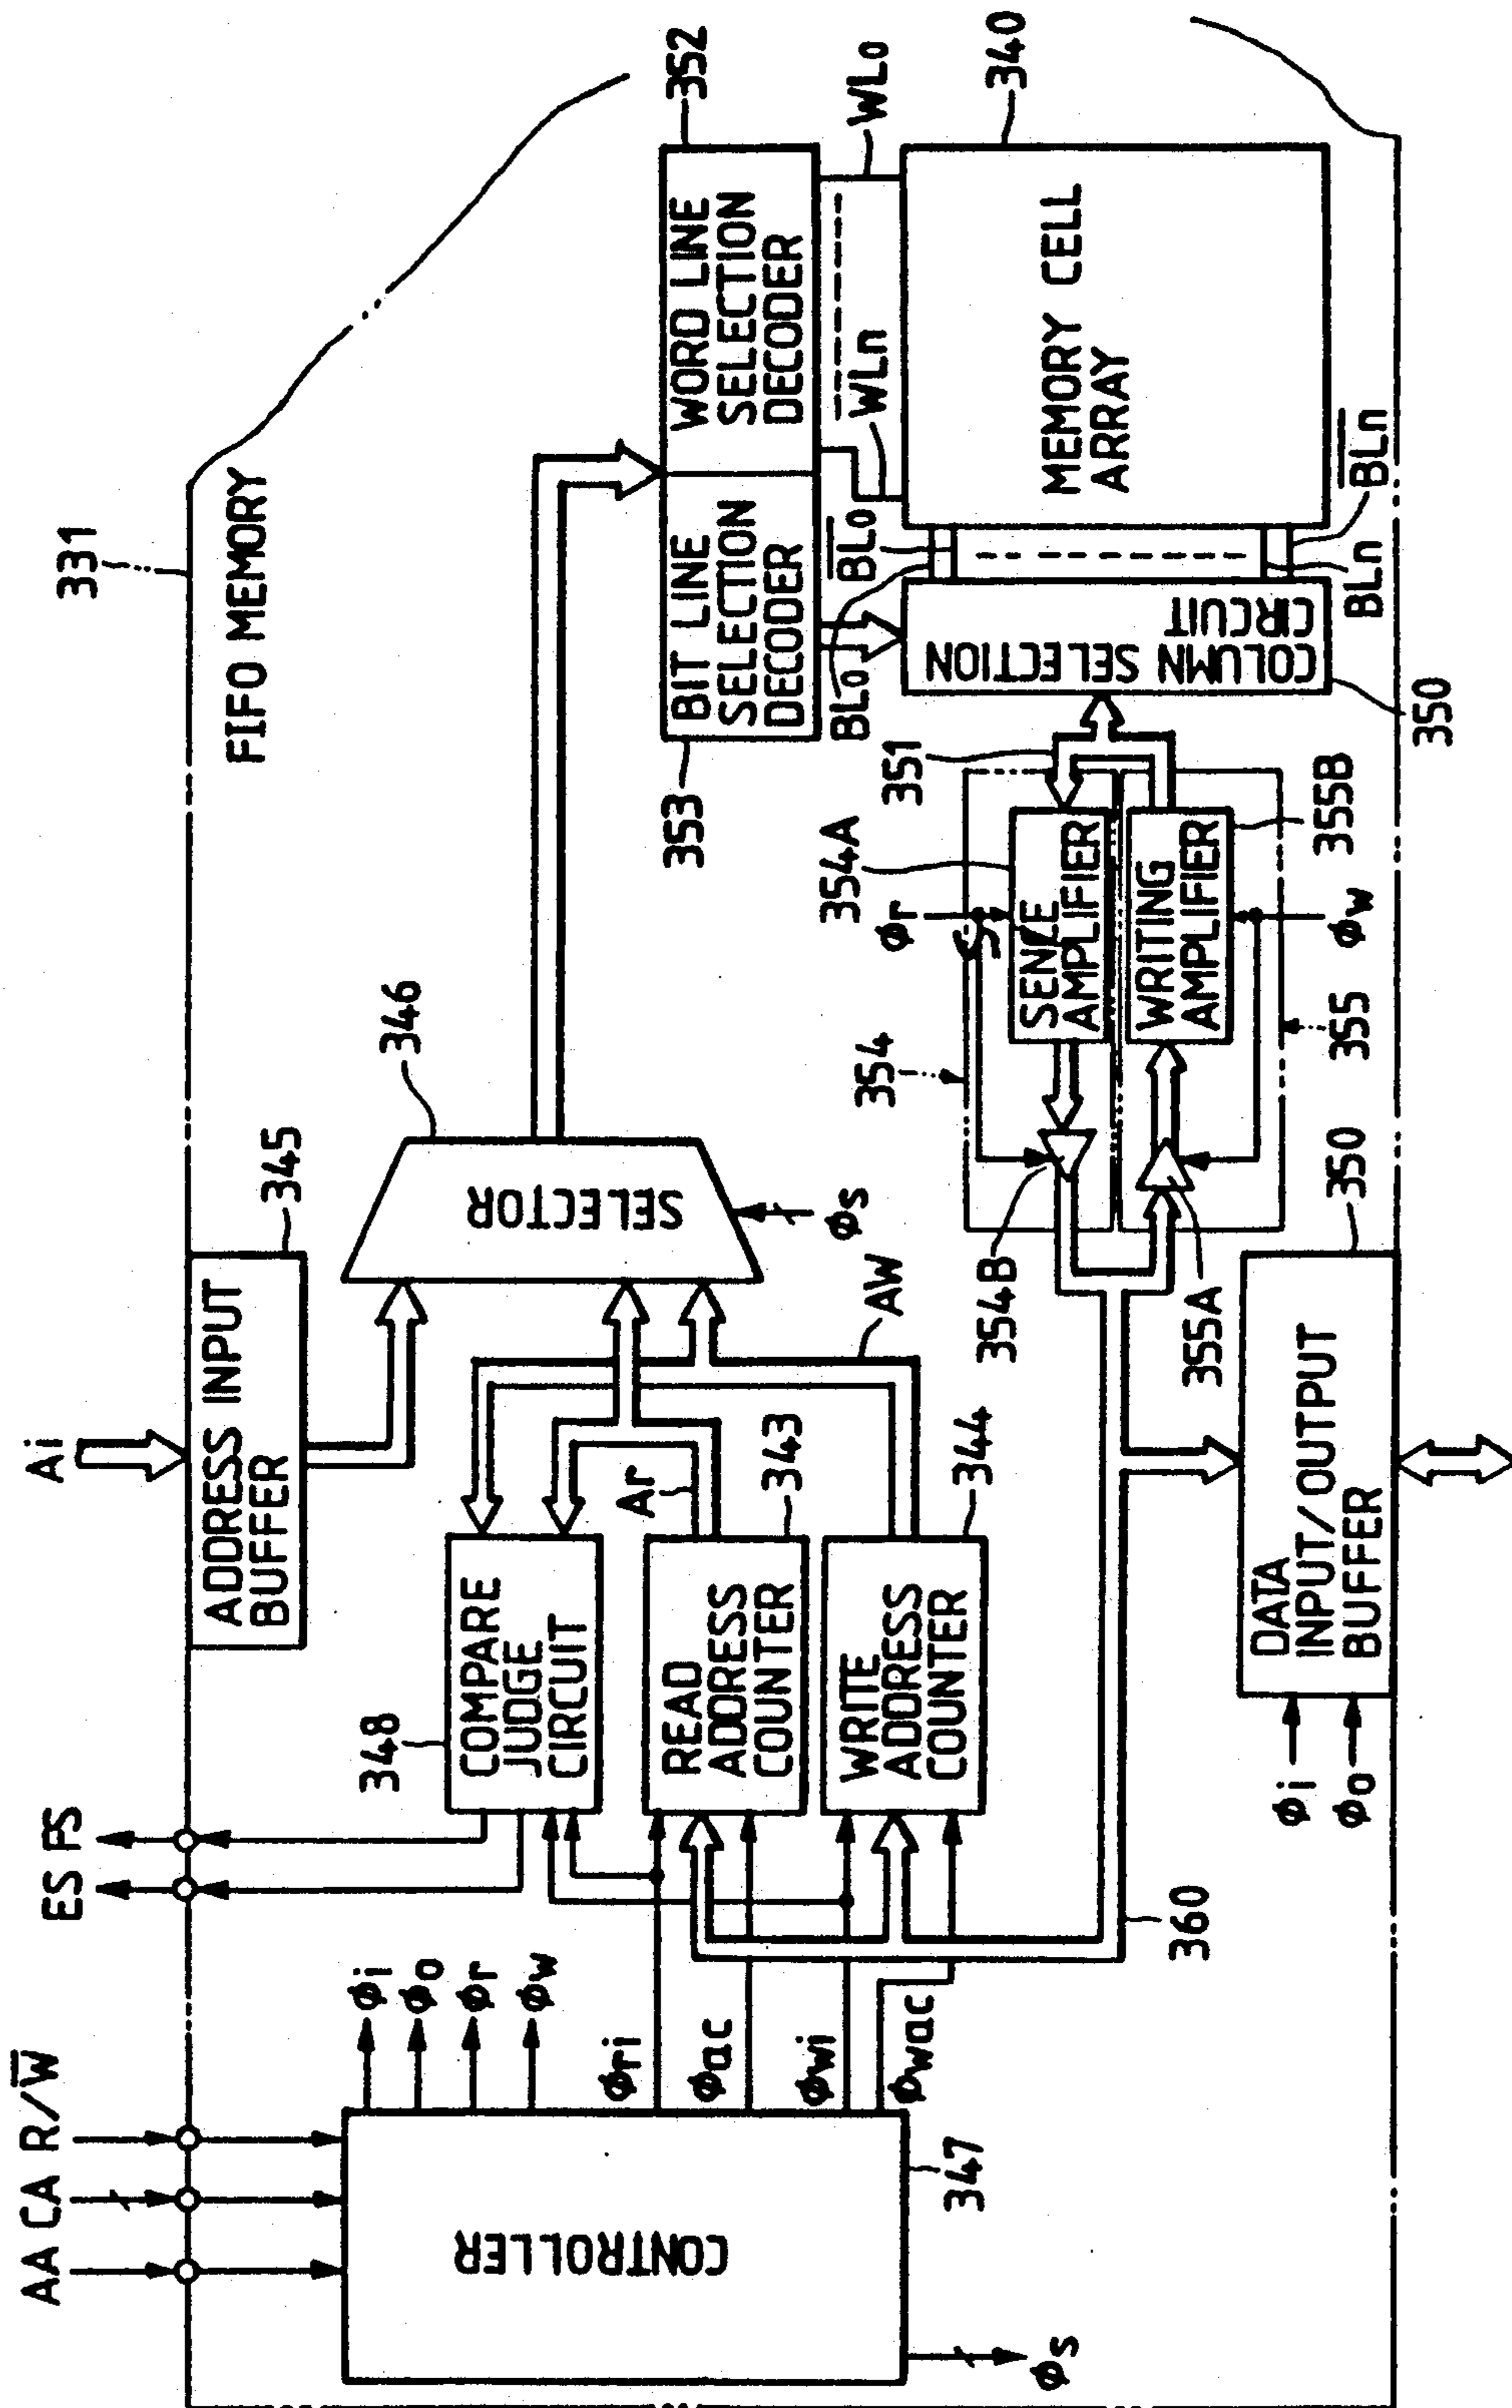 AA CA R/W̅
ES FS
Ai
331
FIFO MEMORY
345
ADDRESS INPUT
BUFFER
346
SELECTOR
Φs
352
WORD LINE
SELECTION
DECODER
353
BIT LINE
SELECTION
DECODER
WL0
WLn
340
MEMORY CELL
ARRAY
BL0
B̅L̅0
BLn
B̅L̅n
COLUMN SELECTION
CIRCUIT
350
351
354A
Φr
SENSE
AMPLIFIER
WRITING
AMPLIFIER
355B
Φw
354
355
354B
355A
348
COMPARE
JUDGE
CIRCUIT
Ar
AW
READ
ADDRESS
COUNTER
343
WRITE
ADDRESS
COUNTER
344
Φi
Φo
Φr
Φw
Φri
Φac
Φwi
Φwac
CONTROLLER
347
Φs
360
Φi
Φo
DATA
INPUT/OUTPUT
BUFFER
350